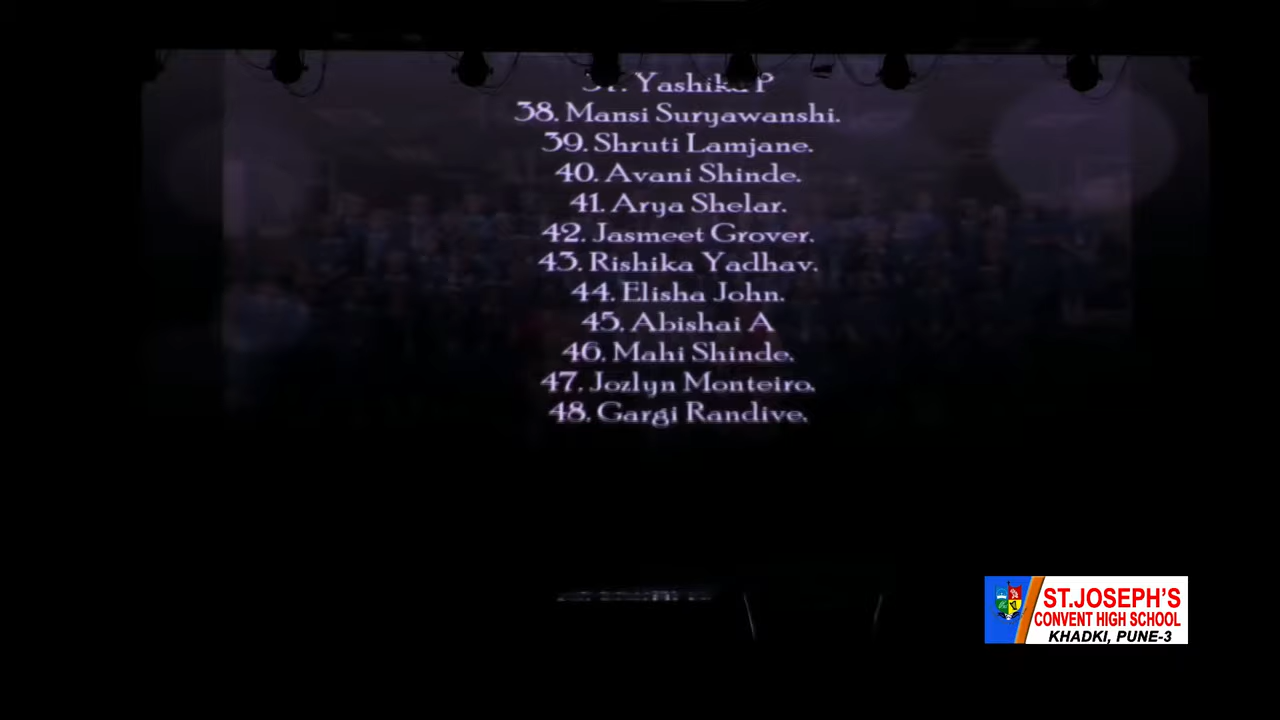 37. Yashika P
38. Mansi Suryawanshi.
39. Shruti Lamjane.
40. Avani Shinde.
41. Arya Shelar.
42. Jasmeet Grover.
43. Rishika Yadhav.
44. Elisha John.
45. Abishai A
46. Mahi Shinde.
47. Jozlyn Monteiro.
48. Gargi Randive.
ST.JOSEPH'S
CONVENT HIGH SCHOOL
KHADKI, PUNE-3